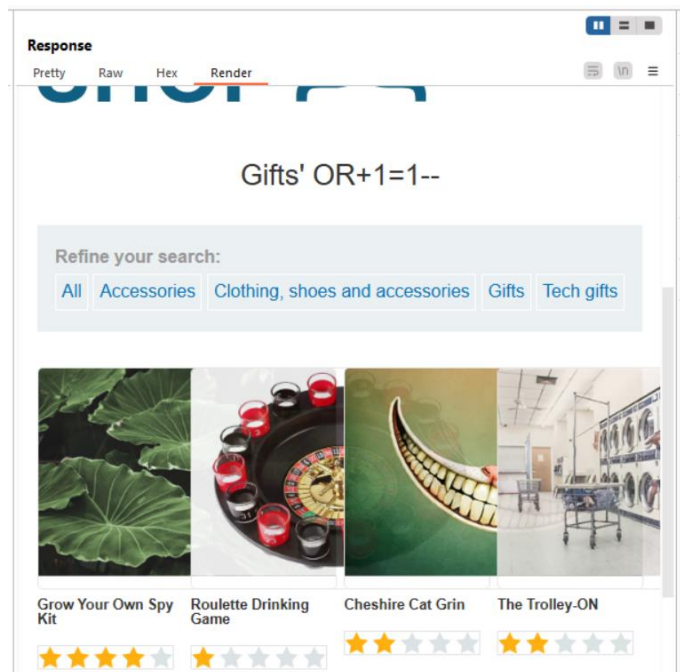 Response
Pretty Raw Hex Render
\n
Gifts' OR+1=1--
Refine your search:
All Accessories Clothing, shoes and accessories Gifts Tech gifts
Grow Your Own Spy Kit
Roulette Drinking Game
Cheshire Cat Grin
The Trolley-ON